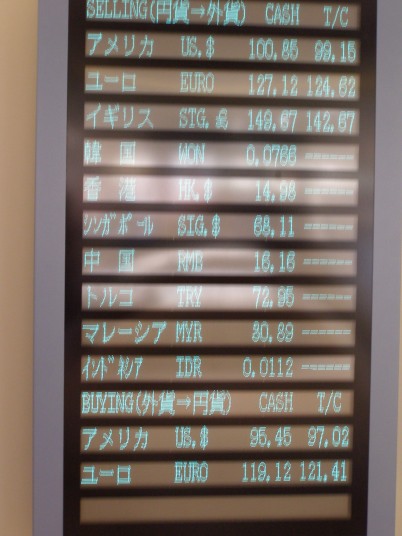 SELLING(円貨⇒外貨) CASH T/C
アメリカ US.$ 100.85 99.15
ユーロ EURO 127.12 124.62
イギリス STG.£ 149.67 142.67
韓 国 WON 0.0766 ------
香 港 HK.$ 14.98 ------
シンガポール SIG.$ 68.11 ------
中 国 RMB 16.16 ------
トルコ TRY 72.95 ------
マレーシア MYR 30.89 ------
インドネシア IDR 0.0112 ------
BUYING(外貨⇒円貨) CASH T/C
アメリカ US.$ 95.45 97.02
ユーロ EURO 119.12 121.41